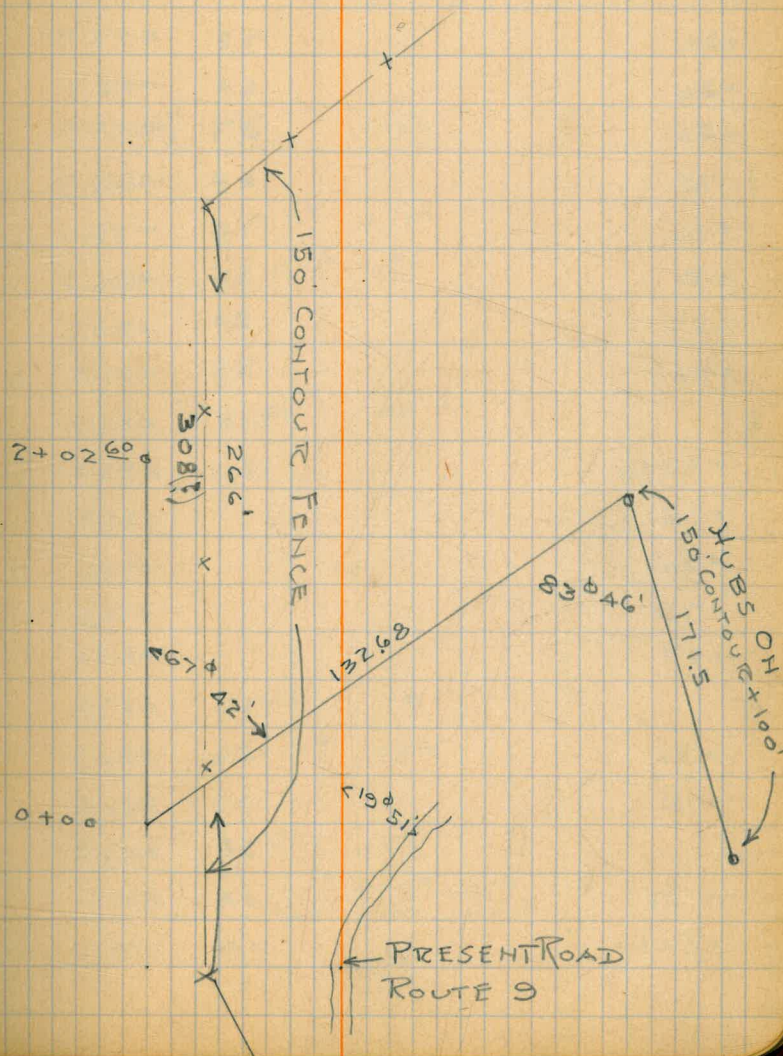 150' CONTOUR FENCE
2+02 60
308(?)
266'
HUBS ON
150' CONTOUR + 100'
171.5
83° 46'
132.68
67°
42'
0+00
19° 51'
PRESENT ROAD
ROUTE 9